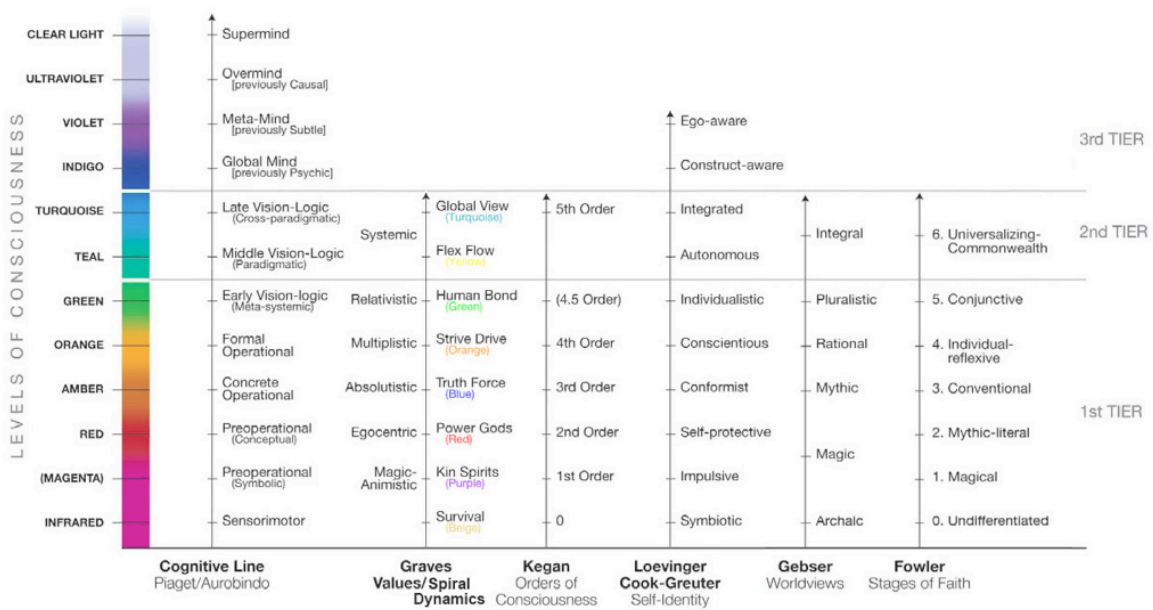 LEVELS OF CONSCIOUSNESS
CLEAR LIGHT
ULTRAVIOLET
VIOLET
INDIGO
TURQUOISE
TEAL
GREEN
ORANGE
AMBER
RED
(MAGENTA)
INFRARED
Supermind
Overmind
[previously Causal]
Meta-Mind
[previously Subtle]
Global Mind
[previously Psychic]
Late Vision-Logic
(Cross-paradigmatic)
Middle Vision-Logic
(Paradigmatic)
Early Vision-logic
(Meta-systemic)
Formal
Operational
Concrete
Operational
Preoperational
(Conceptual)
Preoperational
(Symbolic)
Sensorimotor
Cognitive Line
Piaget/Aurobindo
Systemic
Relativistic
Multiplistic
Absolutistic
Egocentric
Magic-
Animistic
Global View
(Turquoise)
Flex Flow
(Yellow)
Human Bond
(Green)
Strive Drive
(Orange)
Truth Force
(Blue)
Power Gods
(Red)
Kin Spirits
(Purple)
Survival
(Beige)
Graves
Values/Spiral
Dynamics
5th Order
(4.5 Order)
4th Order
3rd Order
2nd Order
1st Order
0
Kegan
Orders of
Consciousness
Ego-aware
Construct-aware
Integrated
Autonomous
Individualistic
Conscientious
Conformist
Self-protective
Impulsive
Symbiotic
Loevinger
Cook-Greuter
Self-Identity
Integral
Pluralistic
Rational
Mythic
Magic
Archaic
Gebser
Worldviews
6. Universalizing-
Commonwealth
5. Conjunctive
4. Individual-
reflexive
3. Conventional
2. Mythic-literal
1. Magical
0. Undifferentiated
Fowler
Stages of Faith
3rd TIER
2nd TIER
1st TIER